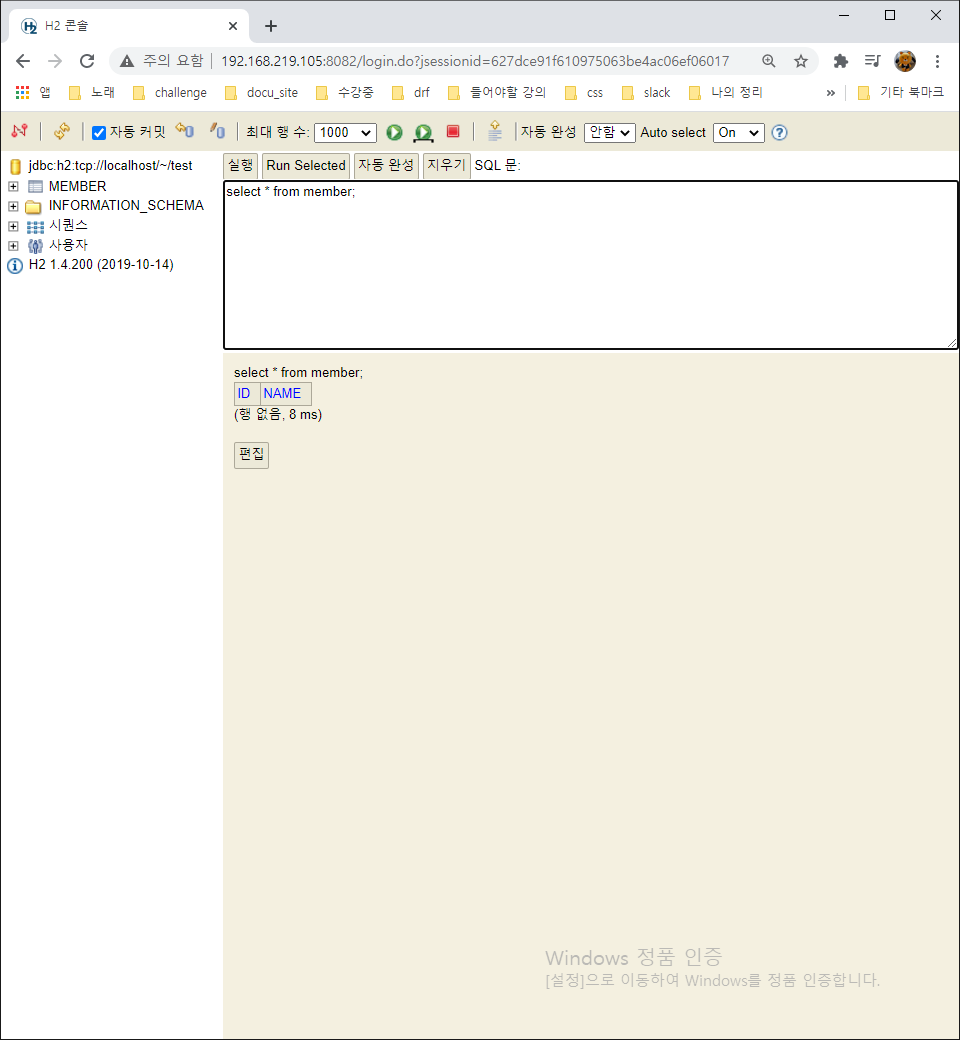 H2 콘솔
주의 요함 192.168.219.105:8082/login.do?jsessionid=627dce91f610975063be4ac06ef06017
앱 노래 challenge docu_site 수강중 drf 들어야할 강의 css slack 나의 정리 » 기타 북마크
자동 커밋 최대 행 수: 1000 자동 완성 안함 Auto select On
jdbc:h2:tcp://localhost/~/test
MEMBER
INFORMATION_SCHEMA
시퀀스
사용자
H2 1.4.200 (2019-10-14)
실행 Run Selected 자동 완성 지우기 SQL 문:
select * from member;
select * from member;
ID NAME
(행 없음, 8 ms)
편집
Windows 정품 인증
[설정]으로 이동하여 Windows를 정품 인증합니다.